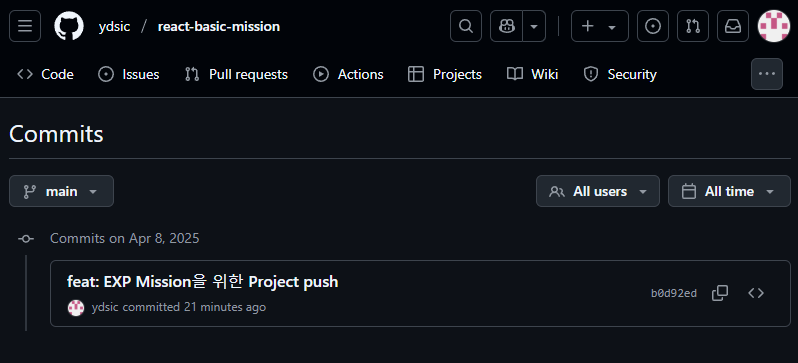 ydsic / react-basic-mission
Code Issues Pull requests Actions Projects Wiki Security
Commits
main All users All time
Commits on Apr 8, 2025
feat: EXP Mission을 위한 Project push
ydsic committed 21 minutes ago
b0d92ed